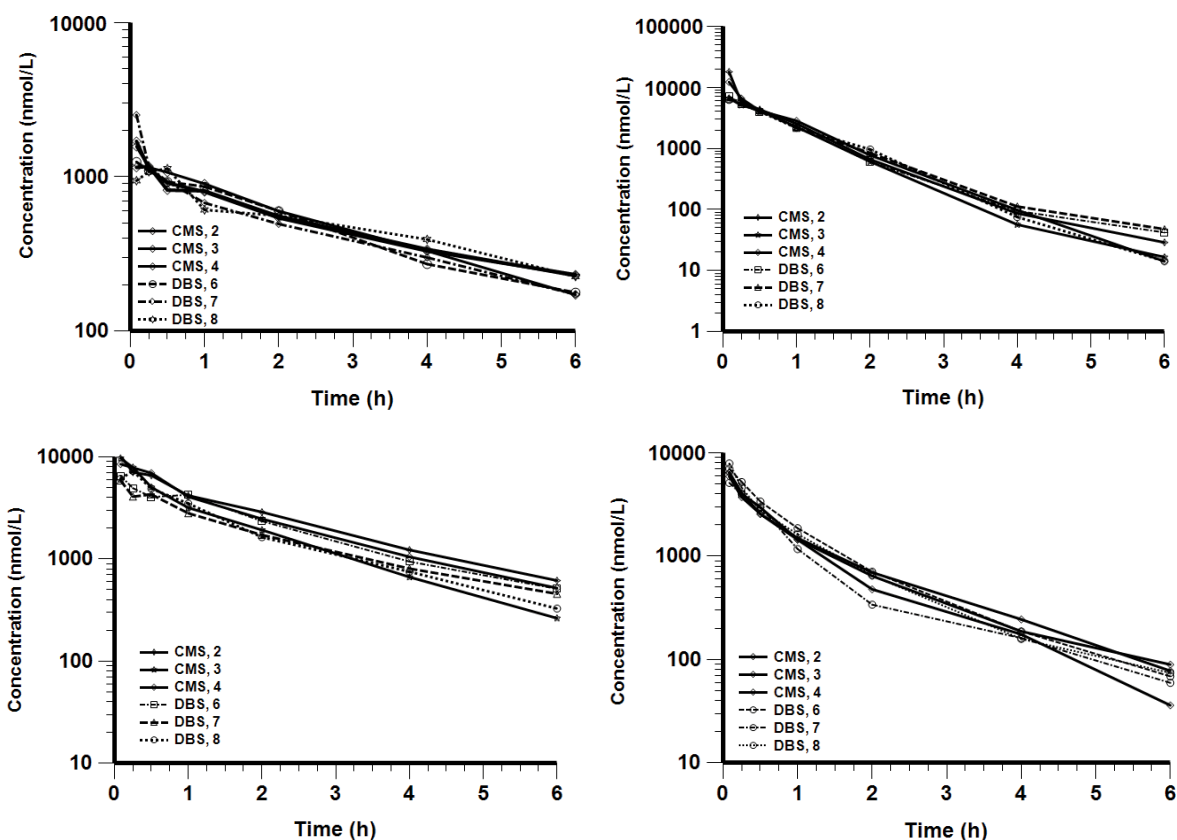 10000
1000
100
Concentration (nmol/L)
CMS, 2
CMS, 3
CMS, 4
DBS, 6
DBS, 7
DBS, 8
0 1 2 3 4 5 6
Time (h)
100000
10000
1000
100
10
1
Concentration (nmol/L)
CMS, 2
CMS, 3
CMS, 4
DBS, 6
DBS, 7
DBS, 8
0 1 2 3 4 5 6
Time (h)
10000
1000
100
10
Concentration (nmol/L)
CMS, 2
CMS, 3
CMS, 4
DBS, 6
DBS, 7
DBS, 8
0 1 2 3 4 5 6
Time (h)
10000
1000
100
10
Concentration (nmol/L)
CMS, 2
CMS, 3
CMS, 4
DBS, 6
DBS, 7
DBS, 8
0 1 2 3 4 5 6
Time (h)